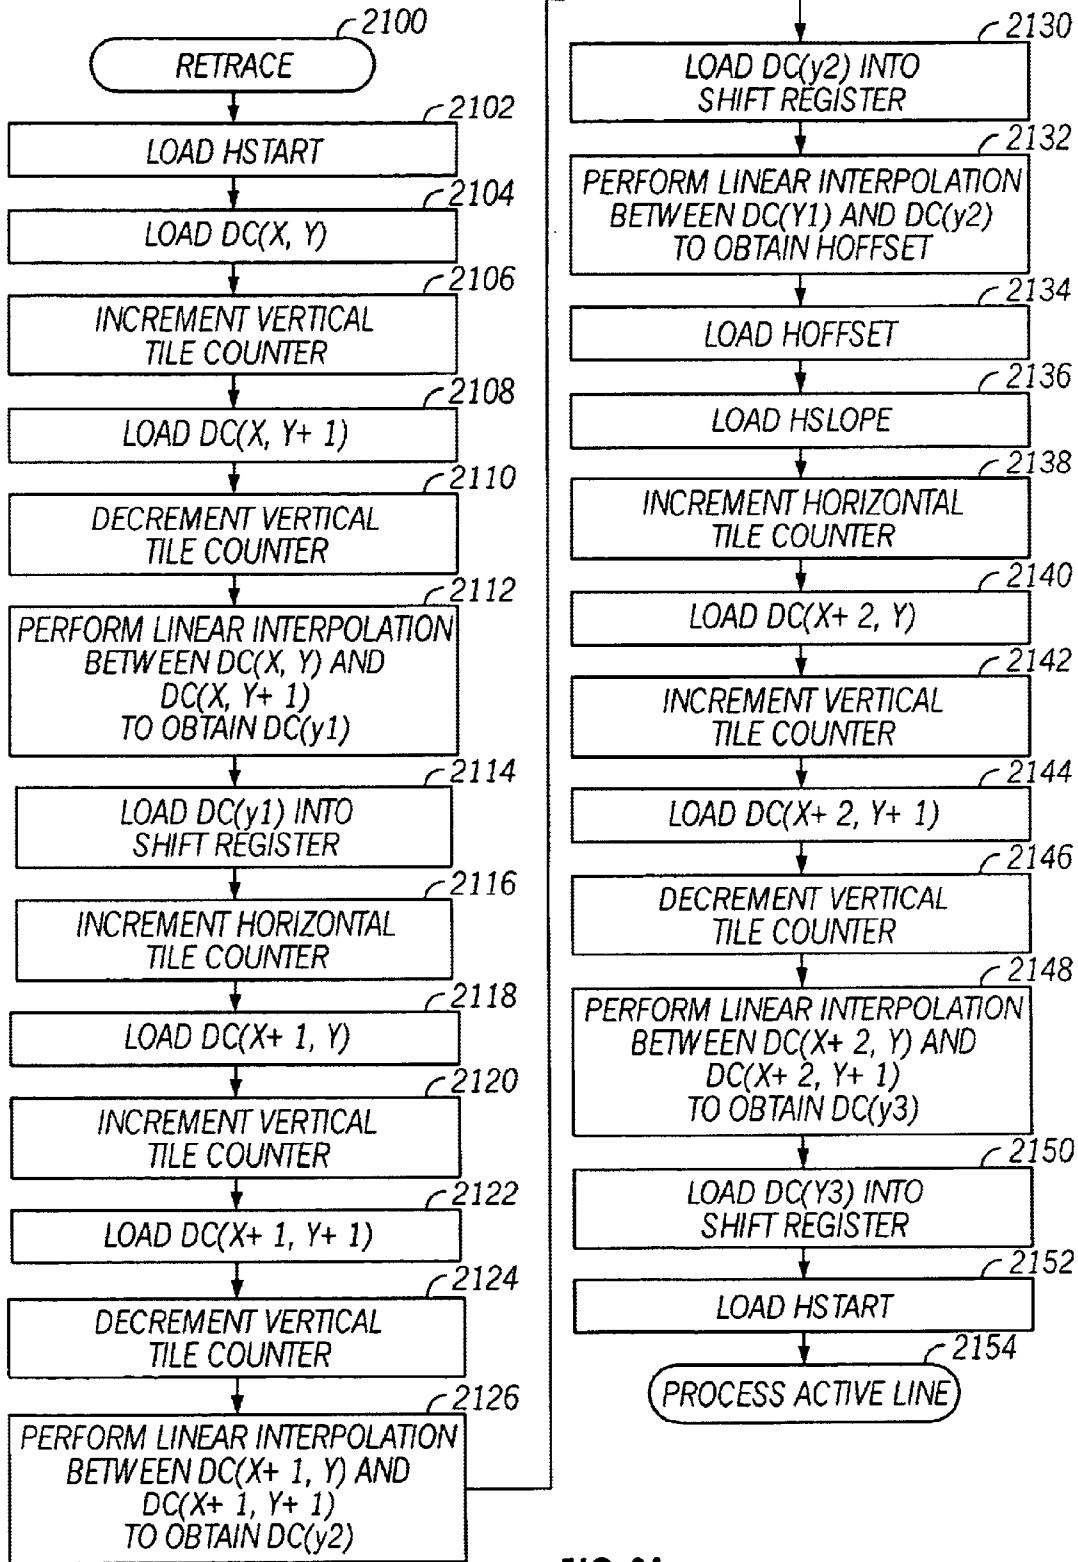 2100
RETRACE
2102
LOAD HSTART
2104
LOAD DC(X, Y)
2106
INCREMENT VERTICAL
TILE COUNTER
2108
LOAD DC(X, Y+ 1)
2110
DECREMENT VERTICAL
TILE COUNTER
2112
PERFORM LINEAR INTERPOLATION
BETWEEN DC(X, Y) AND
DC(X, Y+ 1)
TO OBTAIN DC(y1)
2114
LOAD DC(y1) INTO
SHIFT REGISTER
2116
INCREMENT HORIZONTAL
TILE COUNTER
2118
LOAD DC(X+ 1, Y)
2120
INCREMENT VERTICAL
TILE COUNTER
2122
LOAD DC(X+ 1, Y+ 1)
2124
DECREMENT VERTICAL
TILE COUNTER
2126
PERFORM LINEAR INTERPOLATION
BETWEEN DC(X+ 1, Y) AND
DC(X+ 1, Y+ 1)
TO OBTAIN DC(y2)
2130
LOAD DC(y2) INTO
SHIFT REGISTER
2132
PERFORM LINEAR INTERPOLATION
BETWEEN DC(Y1) AND DC(y2)
TO OBTAIN HOFFSET
2134
LOAD HOFFSET
2136
LOAD HSLOPE
2138
INCREMENT HORIZONTAL
TILE COUNTER
2140
LOAD DC(X+ 2, Y)
2142
INCREMENT VERTICAL
TILE COUNTER
2144
LOAD DC(X+ 2, Y+ 1)
2146
DECREMENT VERTICAL
TILE COUNTER
2148
PERFORM LINEAR INTERPOLATION
BETWEEN DC(X+ 2, Y) AND
DC(X+ 2, Y+ 1)
TO OBTAIN DC(y3)
2150
LOAD DC(Y3) INTO
SHIFT REGISTER
2152
LOAD HSTART
2154
PROCESS ACTIVE LINE